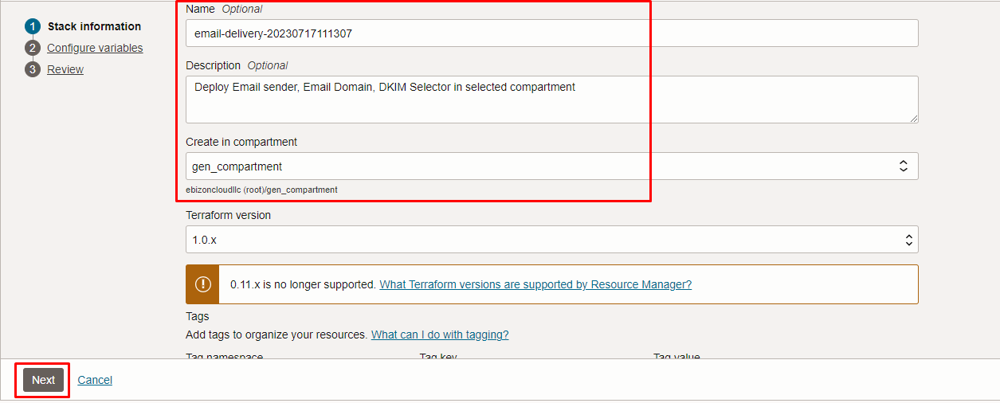 Name Optional
1 Stack information
email-delivery-20230717111307
2 Configure variables
Description Optional
3 Review
Deploy Email sender, Email Domain, DKIM Selector in selected compartment
Create in compartment
gen_compartment
ebizoncloudllc (root)/gen_compartment
Terraform version
1.0.x
0.11.x is no longer supported. What Terraform versions are supported by Resource Manager?
Tags
Add tags to organize your resources. What can I do with tagging?
Tag namespace Tag key Tag value
Next Cancel